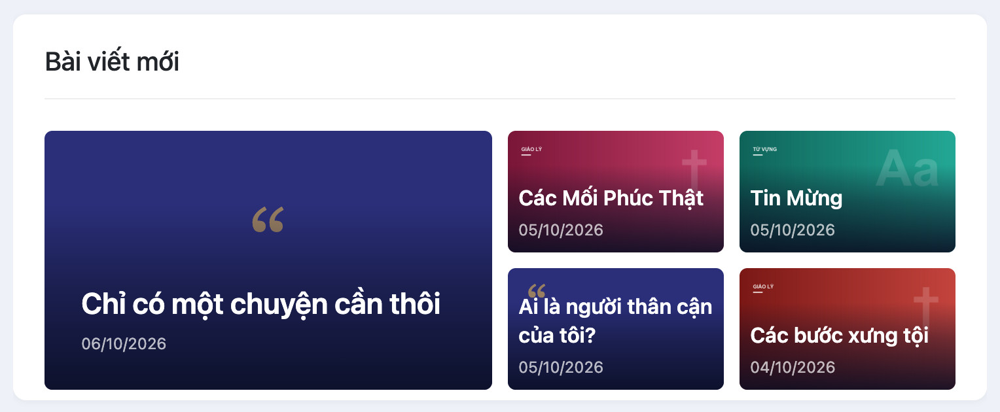 Bài viết mới
“
Chỉ có một chuyện cần thôi
06/10/2026
GIÁO LÝ
Các Mối Phúc Thật
05/10/2026
TỪ VỰNG
Aa
Tin Mừng
05/10/2026
“
Ai là người thân cận
của tôi?
05/10/2026
GIÁO LÝ
Các bước xưng tội
04/10/2026